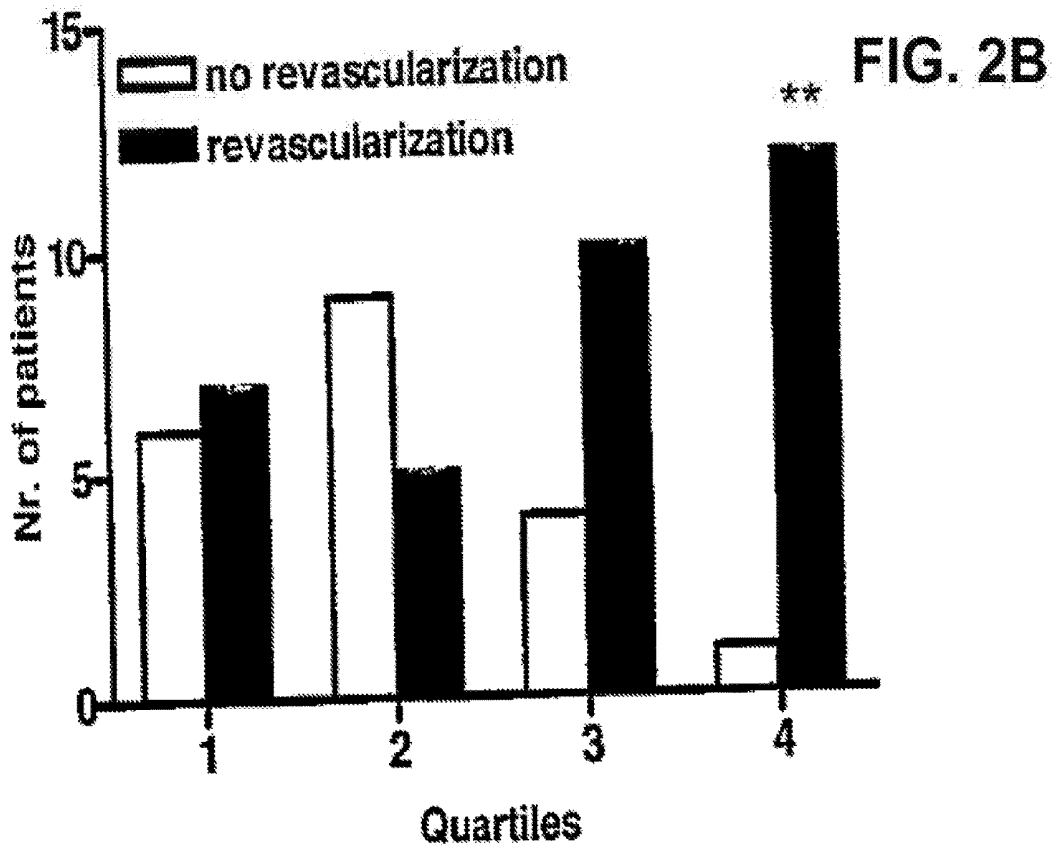 FIG. 2B
no revascularization
revascularization
**
15
10
5
0
Nr. of patients
1
2
3
4
Quartiles